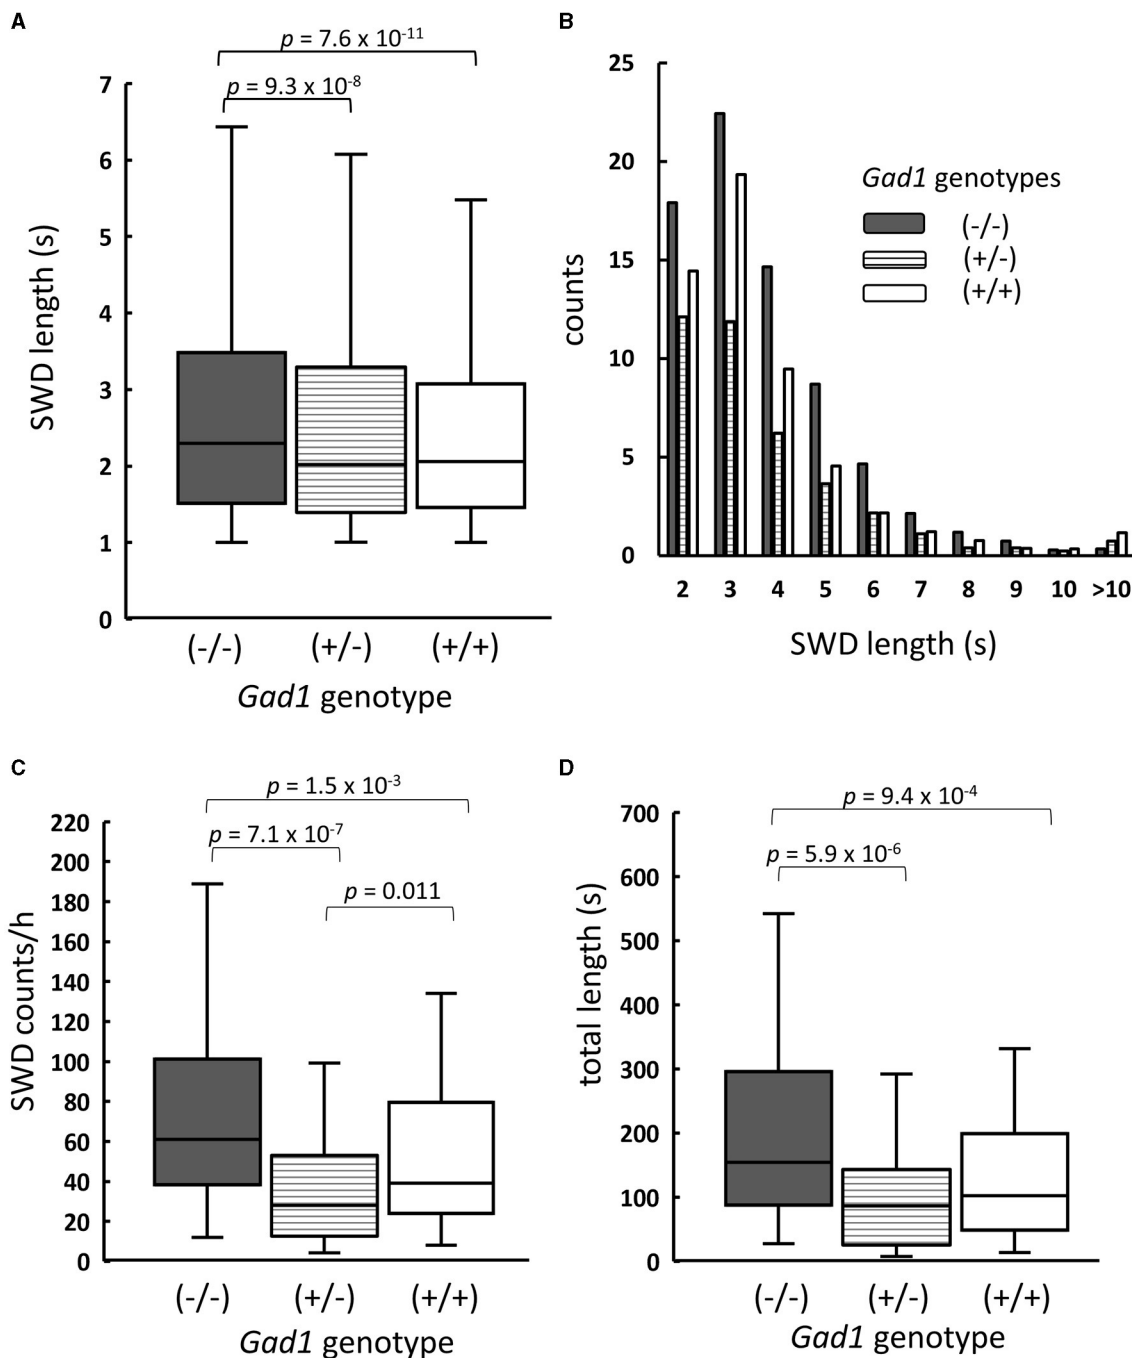 A
p = 7.6 x 10-11
p = 9.3 x 10-8
7
6
5
4
3
2
1
0
SWD length (s)
(-/-) (+/-) (+/+)
Gad1 genotype
B
25
20
15
10
5
0
counts
Gad1 genotypes
(-/-)
(+/-)
(+/+)
2 3 4 5 6 7 8 9 10 >10
SWD length (s)
C
p = 1.5 x 10-3
p = 7.1 x 10-7
p = 0.011
220
200
180
160
140
120
100
80
60
40
20
0
SWD counts/h
(-/-) (+/-) (+/+)
Gad1 genotype
D
p = 9.4 x 10-4
p = 5.9 x 10-6
700
600
500
400
300
200
100
0
total length (s)
(-/-) (+/-) (+/+)
Gad1 genotype